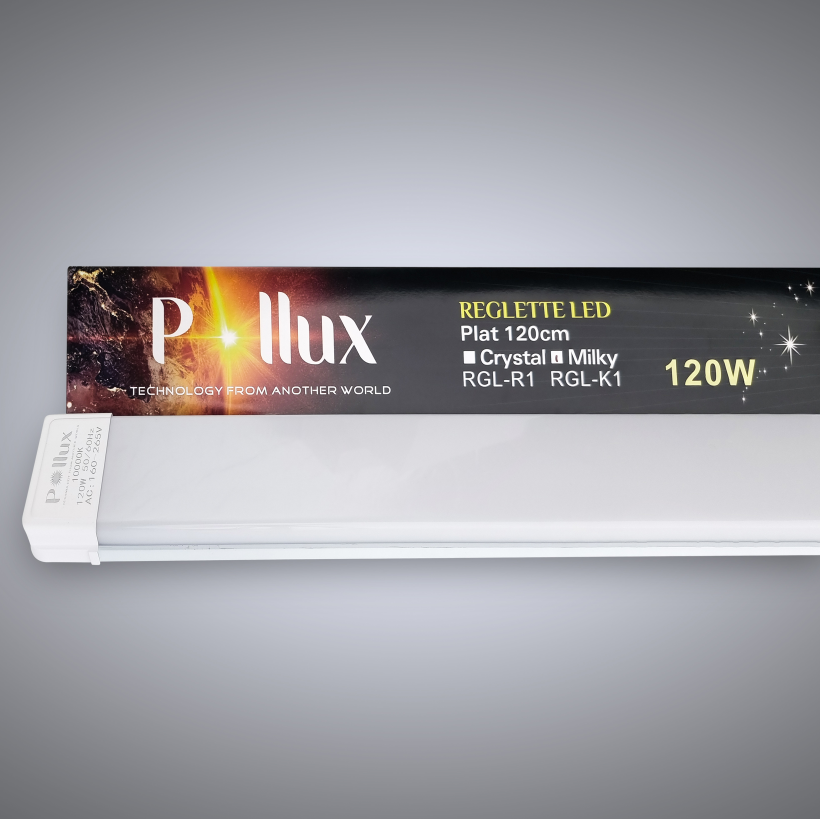 Pollux
TECHNOLOGY FROM ANOTHER WORLD
REGLETTE LED
Plat 120cm
Crystal Milky
RGL-R1 RGL-K1
120W
Pollux
10000K
120W 50/60Hz
AC:160-265V